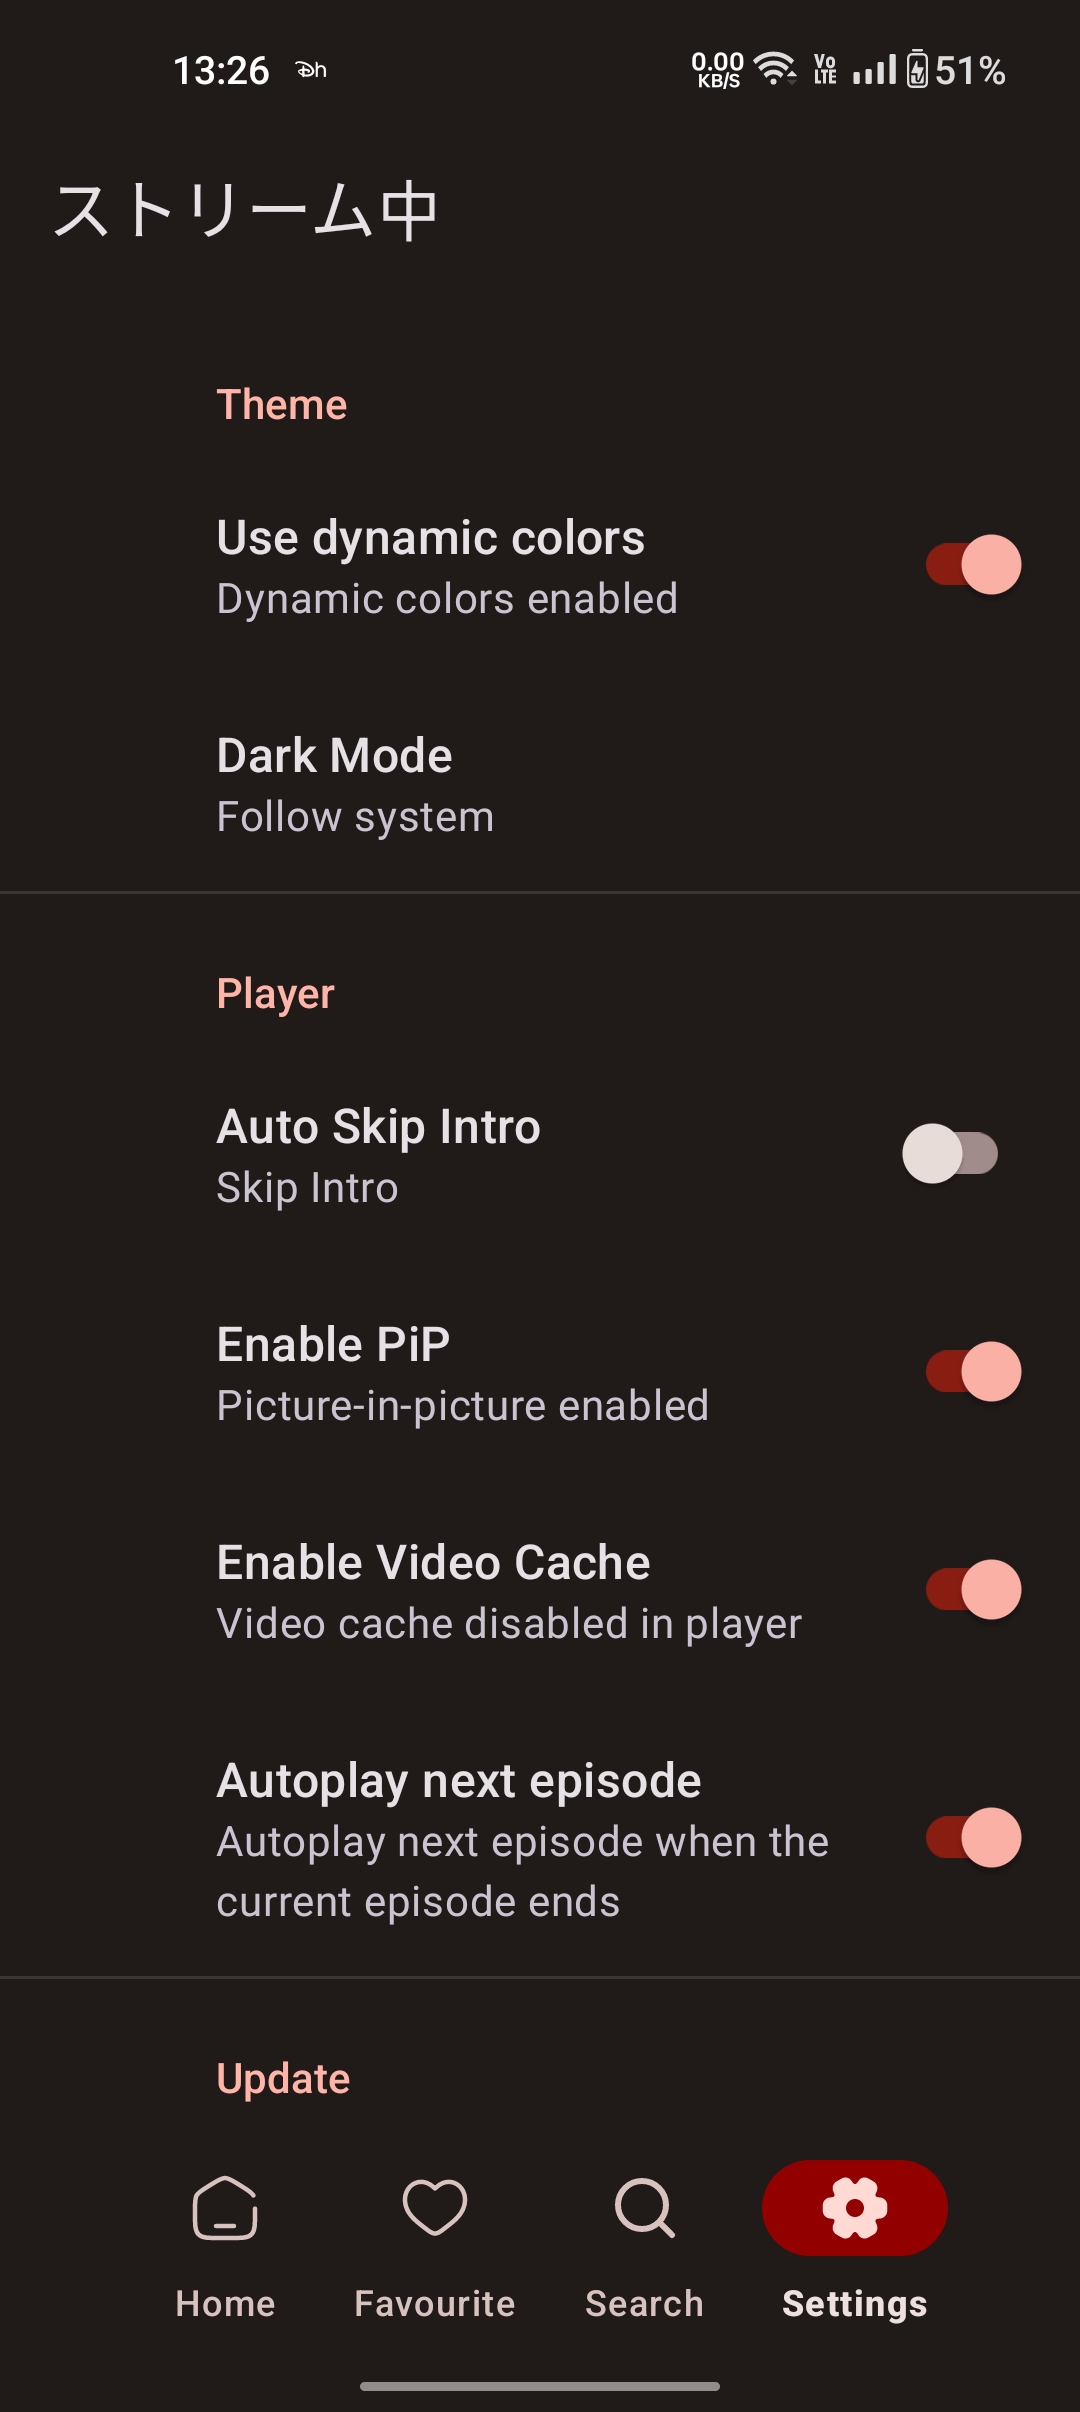 13:26 Dh 0.00 KB/S Vo LTE 51%
ストリーム中
Theme
Use dynamic colors
Dynamic colors enabled
Dark Mode
Follow system
Player
Auto Skip Intro
Skip Intro
Enable PiP
Picture-in-picture enabled
Enable Video Cache
Video cache disabled in player
Autoplay next episode
Autoplay next episode when the
current episode ends
Update
Home Favourite Search Settings